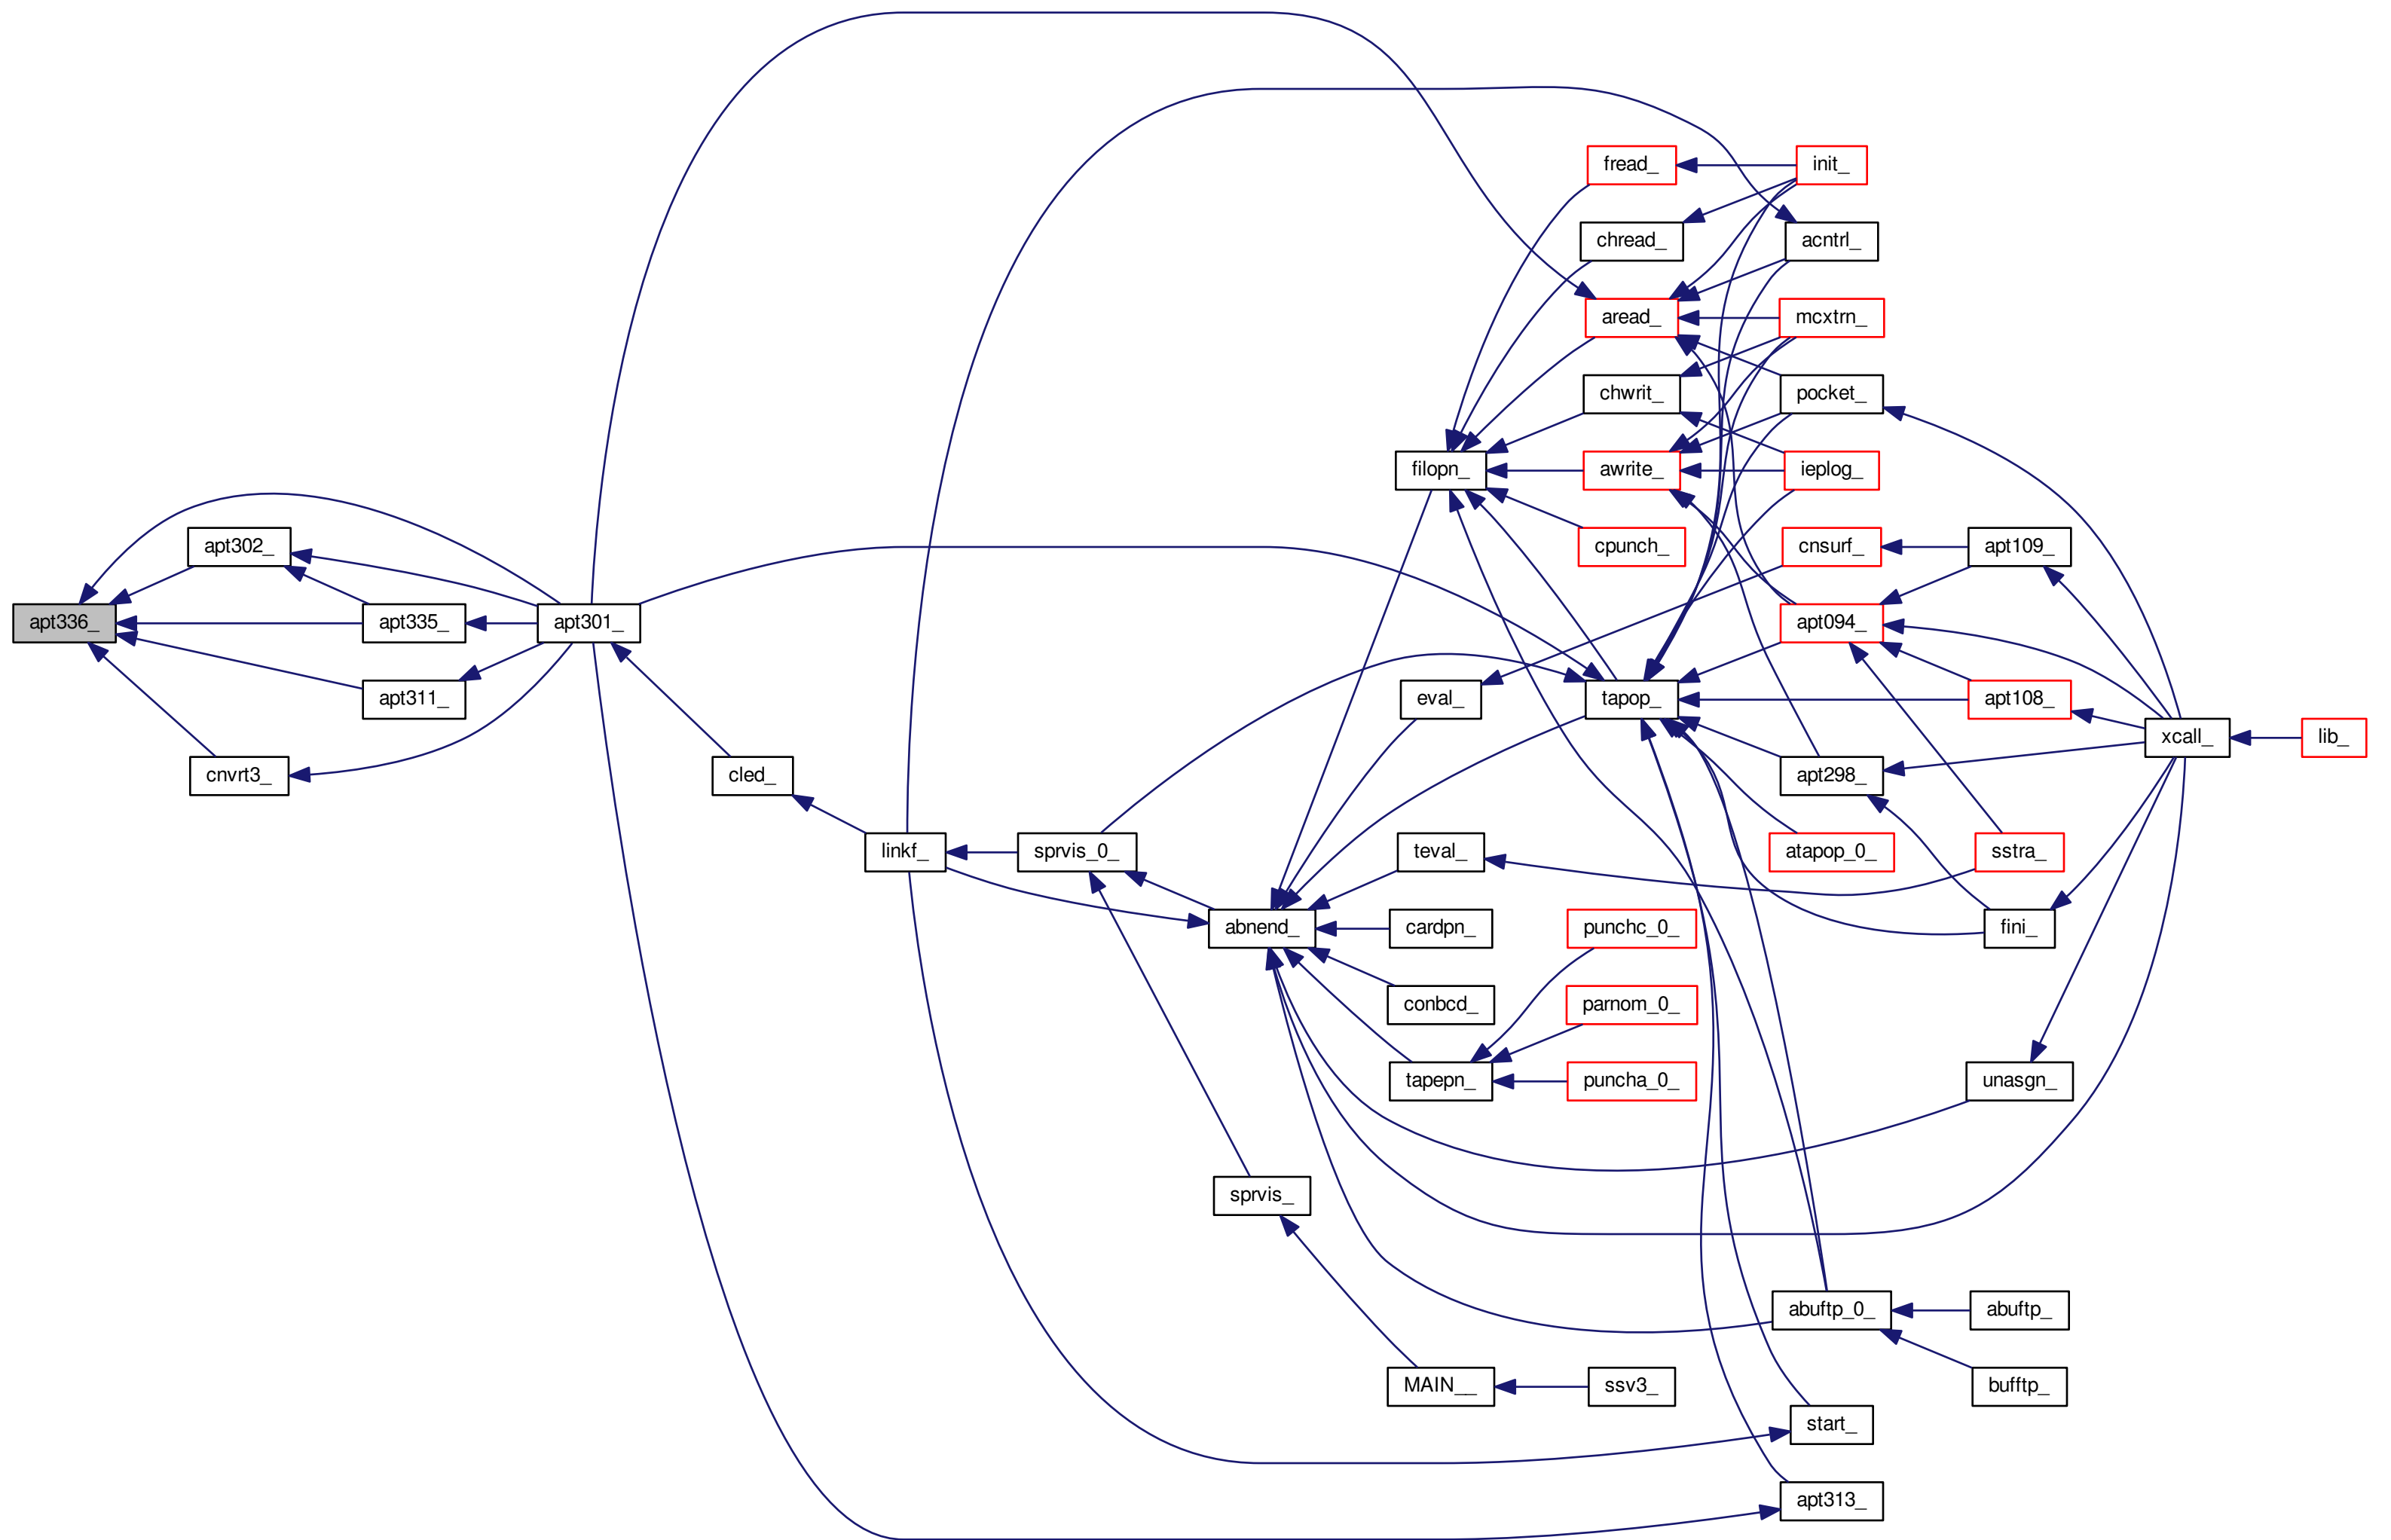 fread_
init_
chread_
acntrl_
aread_
mcxtrn_
chwrit_
pocket_
filopn_
awrite_
ieplog_
apt302_
cpunch_
cnsurf_
apt109_
apt336_
apt335_
apt301_
apt094_
apt311_
eval_
tapop_
apt108_
xcall_
lib_
cnvrt3_
cled_
apt298_
linkf_
sprvis_0_
teval_
atapop_0_
sstra_
abnend_
cardpn_
punchc_0_
fini_
conbcd_
parnom_0_
tapepn_
puncha_0_
unasgn_
sprvis_
abuftp_0_
abuftp_
MAIN__
ssv3_
bufftp_
start_
apt313_